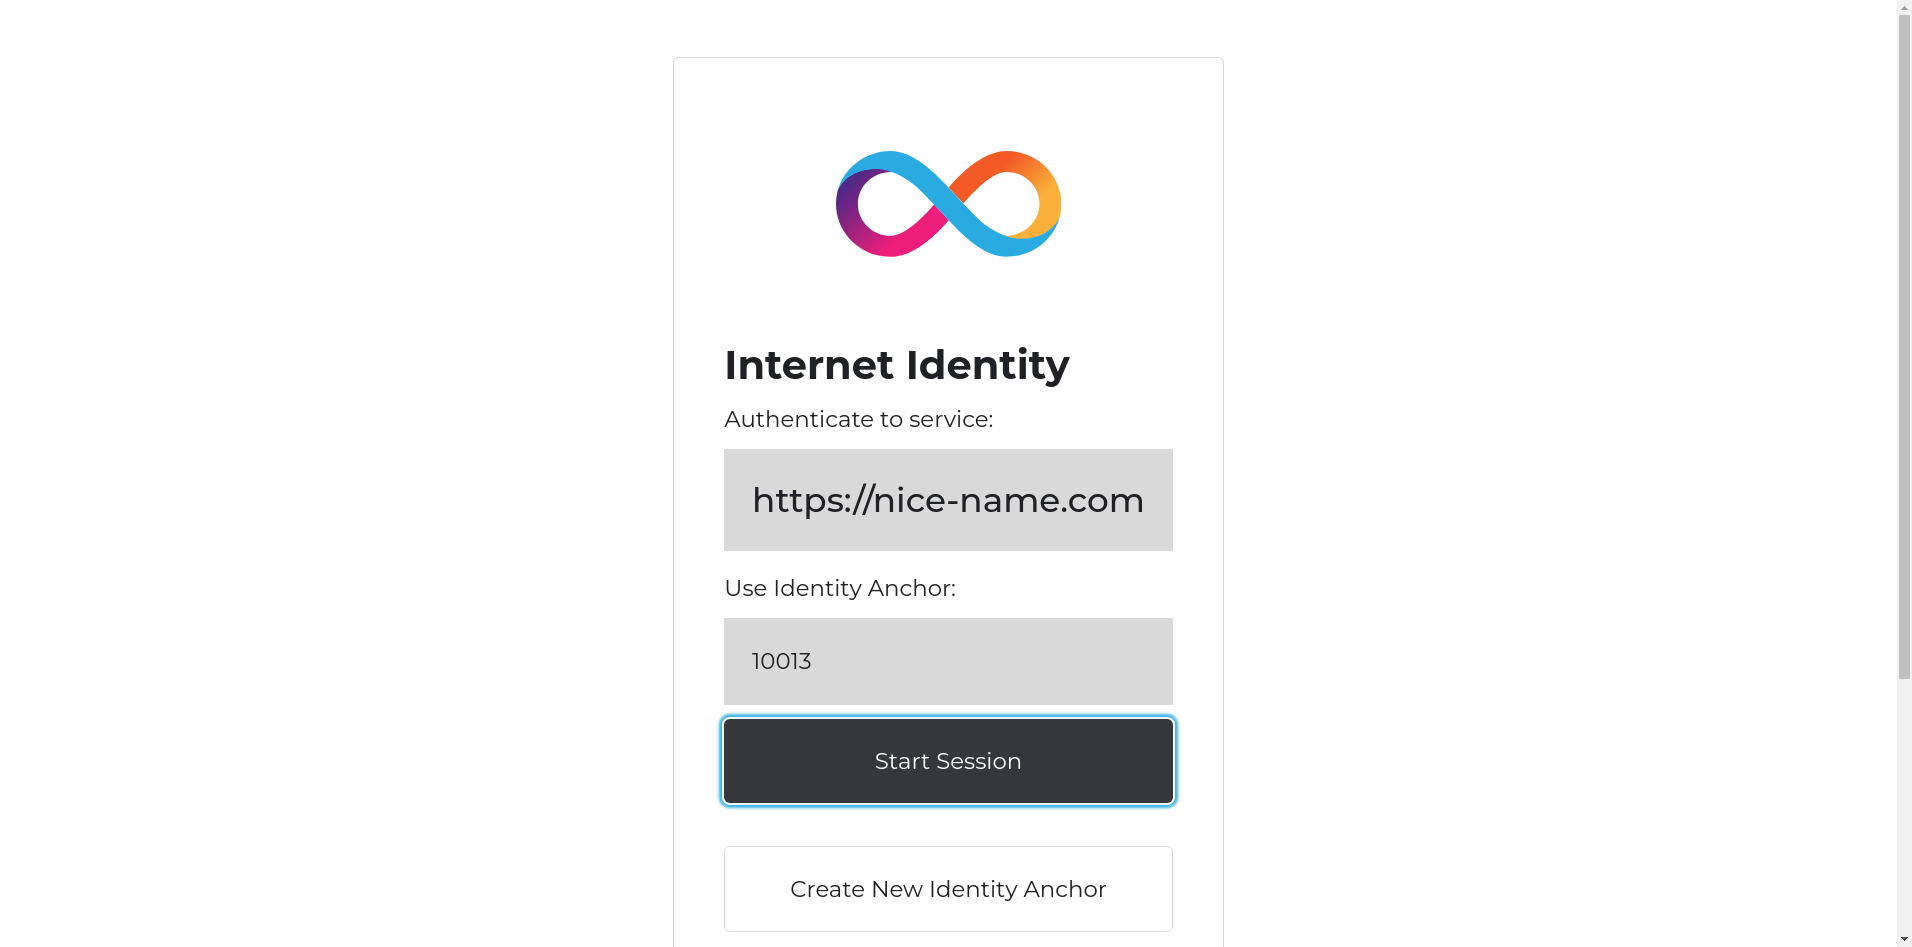 Internet Identity
Authenticate to service:
https://nice-name.com
Use Identity Anchor:
10013
Start Session
Create New Identity Anchor